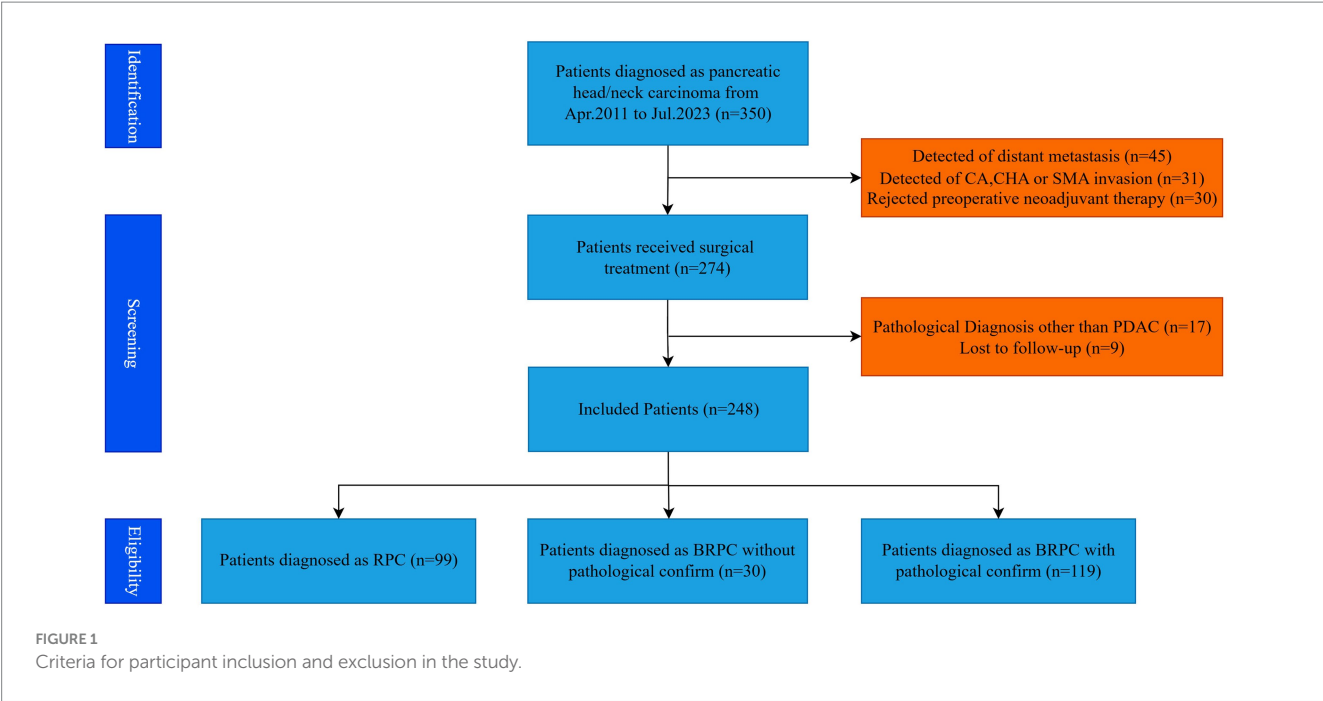 Identification
Patients diagnosed as pancreatic
head/neck carcinoma from
Apr.2011 to Jul.2023 (n=350)
Detected of distant metastasis (n=45)
Detected of CA,CHA or SMA invasion (n=31)
Rejected preoperative neoadjuvant therapy (n=30)
Screening
Patients received surgical
treatment (n=274)
Pathological Diagnosis other than PDAC (n=17)
Lost to follow-up (n=9)
Included Patients (n=248)
Eligibility
Patients diagnosed as RPC (n=99)
Patients diagnosed as BRPC without
pathological confirm (n=30)
Patients diagnosed as BRPC with
pathological confirm (n=119)
FIGURE 1
Criteria for participant inclusion and exclusion in the study.